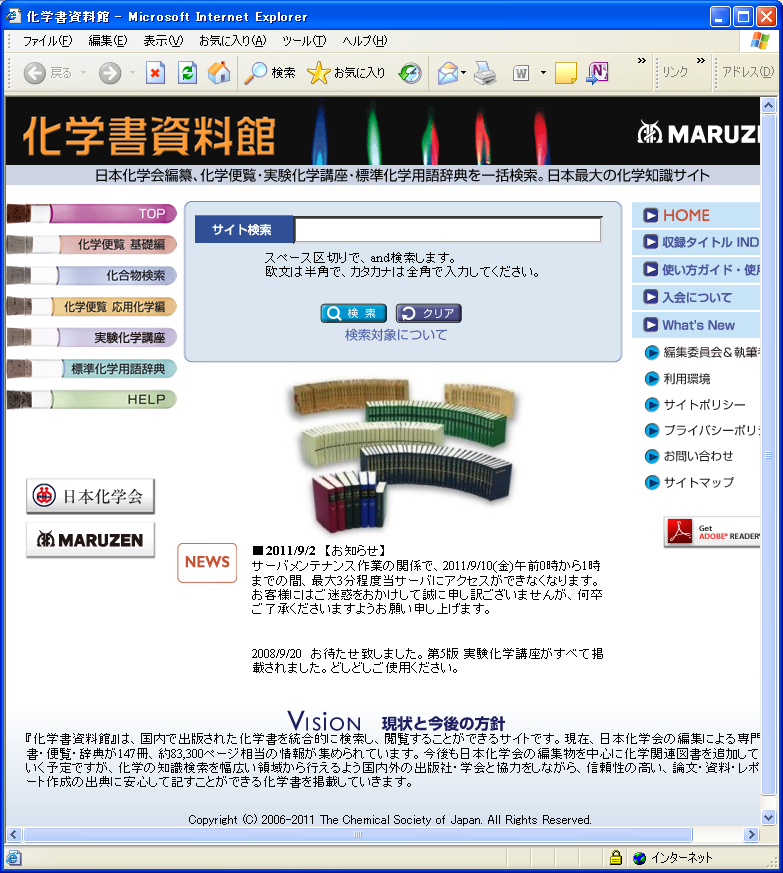 化学書資料館 - Microsoft Internet Explorer
ファイル(F) 編集(E) 表示(V) お気に入り(A) ツール(T) ヘルプ(H)
戻る 検索 お気に入り リンク アドレス(D)
化学書資料館
MARUZE
日本化学会編纂、化学便覧・実験化学講座・標準化学用語辞典を一括検索。日本最大の化学知識サイト
TOP
化学便覧 基礎編
化合物検索
化学便覧 応用化学編
実験化学講座
標準化学用語辞典
HELP
日本化学会
MARUZEN
サイト検索
スペース区切りで、and検索します。
欧文は半角で、カタカナは全角で入力してください。
検 索 クリア
検索対象について
HOME
収録タイトル IND
使い方ガイド・使
入会について
What's New
編集委員会＆執筆
利用環境
サイトポリシー
プライバシーポリ
お問い合わせ
サイトマップ
Get
ADOBE® READER
NEWS
■2011/9/2 【お知らせ】
サーバメンテナンス作業の関係で、2011/9/10(金)午前0時から1時
までの間、最大3分程度当サーバにアクセスができなくなります。
お客様にはご迷惑をおかけして誠に申し訳ございませんが、何卒
ご了承くださいますようお願い申し上げます。
2008/9/20 お待たせ致しました。第5版 実験化学講座がすべて掲
載されました。どしどしご使用ください。
VISION 現状と今後の方針
『化学書資料館』は、国内で出版された化学書を統合的に検索し、閲覧することができるサイトです。現在、日本化学会の編集による専門
書・便覧・辞典が147冊、約83,300ページ相当の情報が集められています。今後も日本化学会の編集物を中心に化学関連図書を追加して
いく予定ですが、化学の知識検索を幅広い領域から行えるよう国内外の出版社・学会と協力をしながら、信頼性の高い、論文・資料・レポ
ート作成の出典に安心して記すことができる化学書を掲載していきます。
Copyright (C) 2006-2011 The Chemical Society of Japan. All Rights Reserved.
インターネット